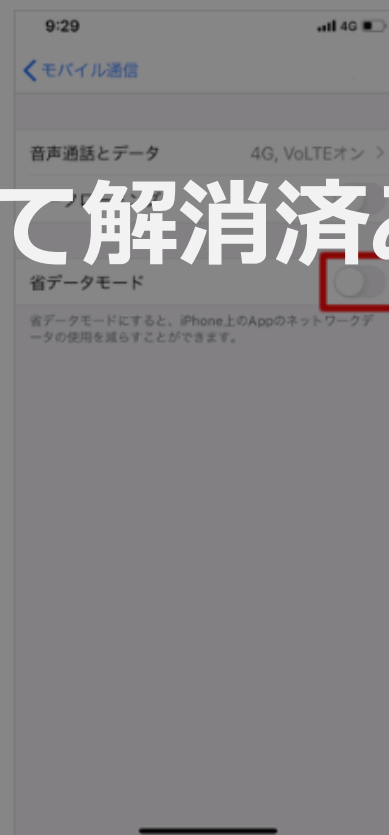 9:29
4G
モバイル通信
音声通話とデータ 4G, VoLTEオン
て解消済
省データモード
省データモードにすると、iPhone上のAppのネットワークデ
ータの使用を減らすことができます。